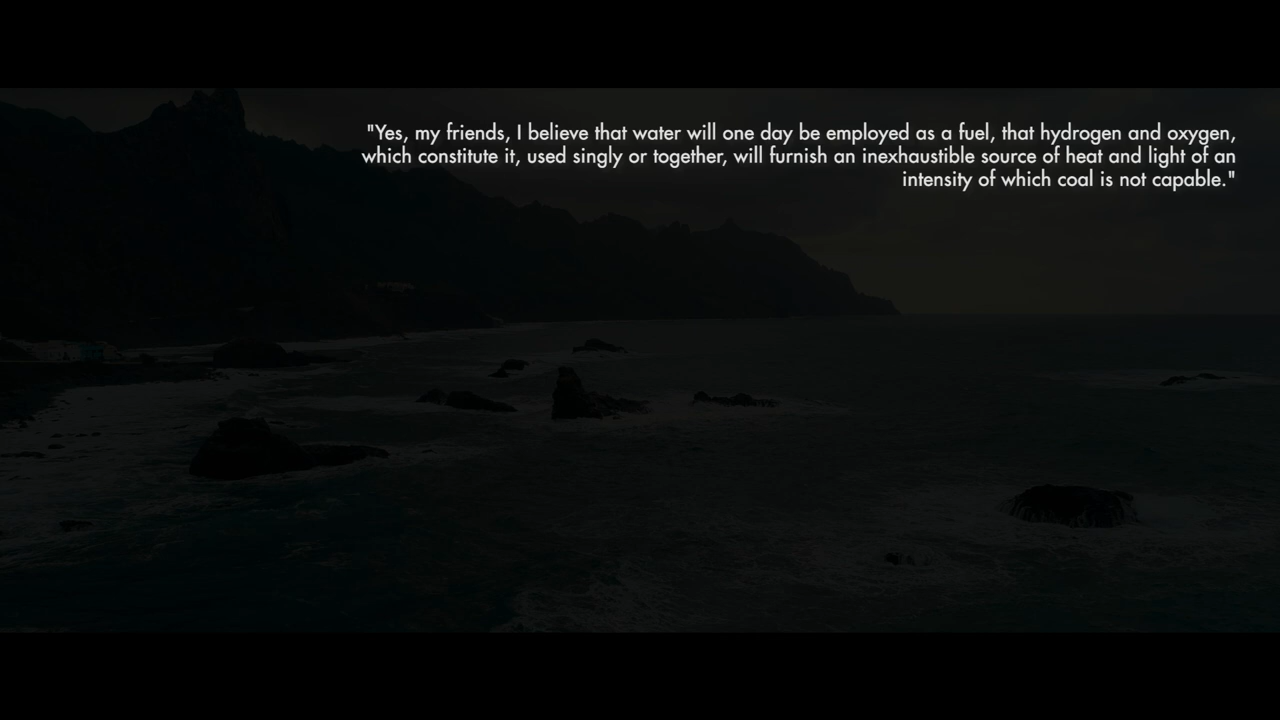 "Yes, my friends, I believe that water will one day be employed as a fuel, that hydrogen and oxygen,
which constitute it, used singly or together, will furnish an inexhaustible source of heat and light of an
intensity of which coal is not capable."